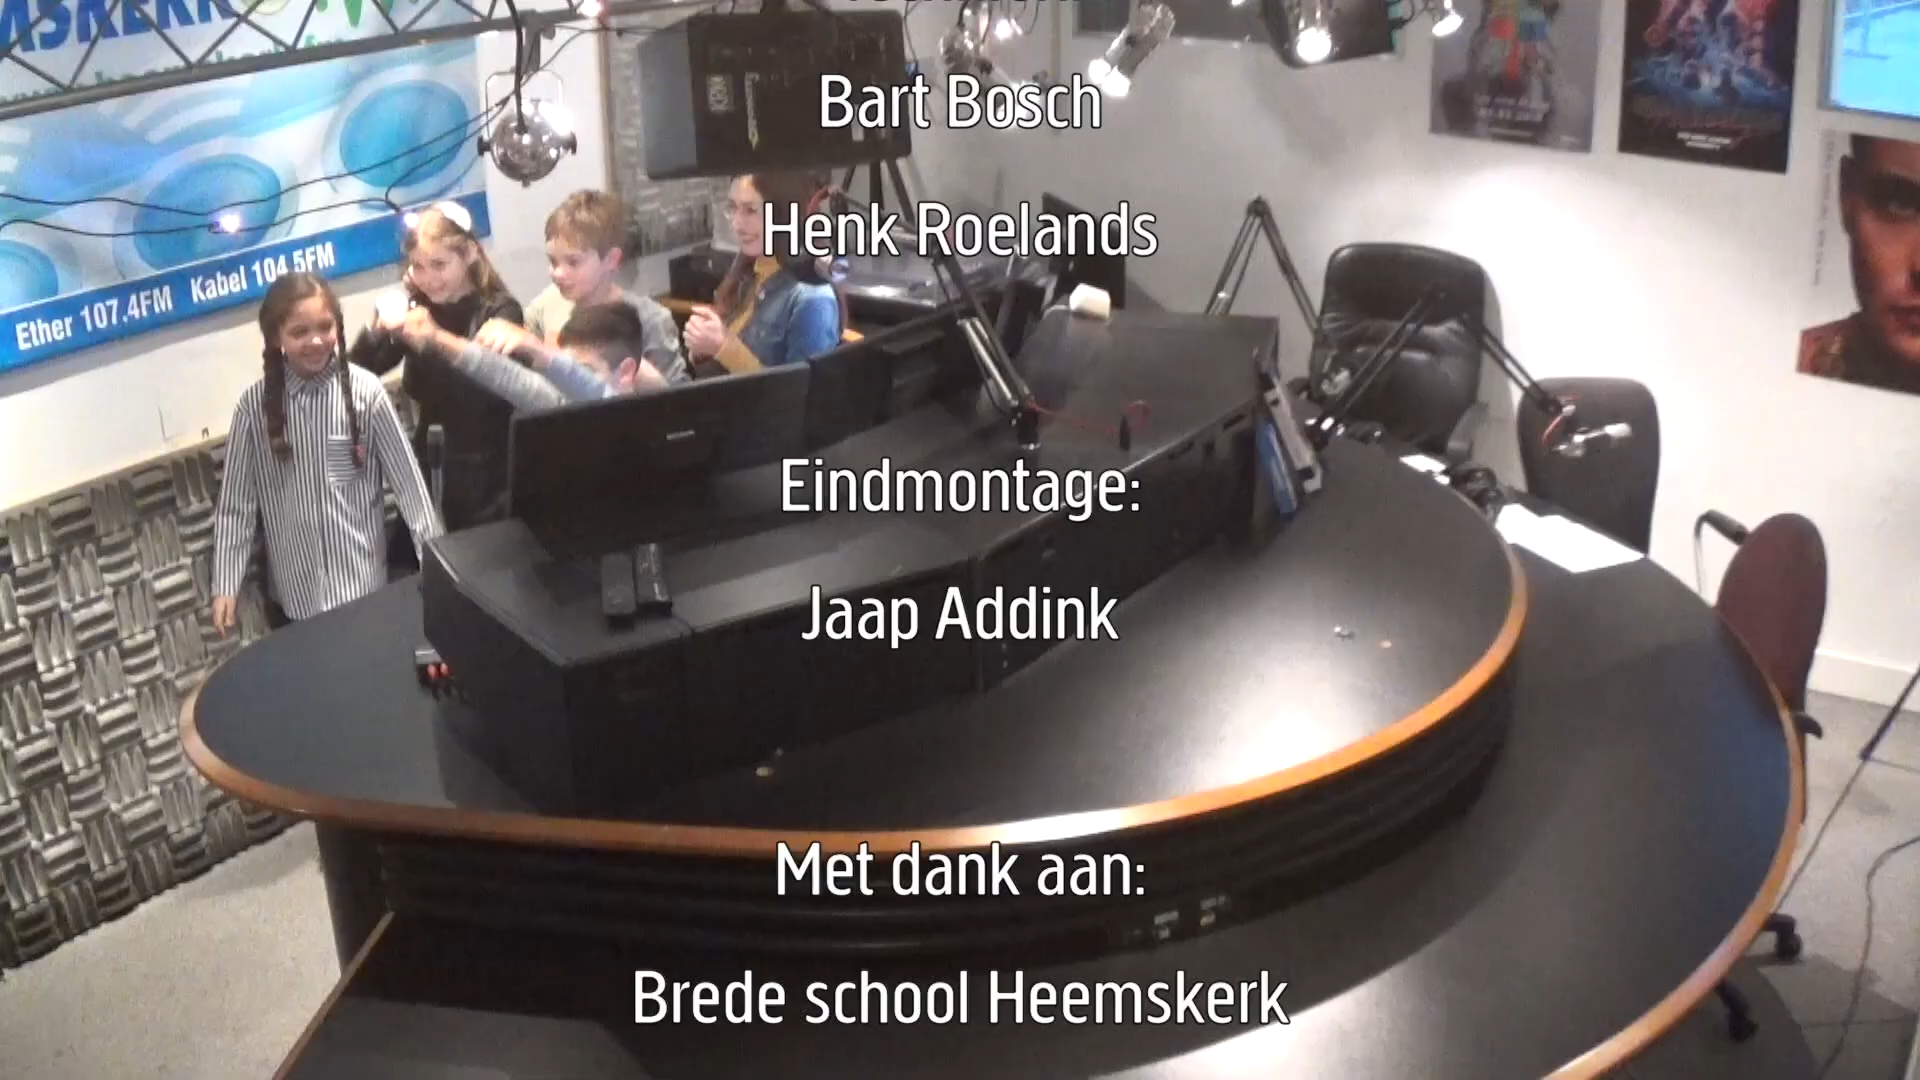 Bart Bosch
Henk Roelands
Ether 107.4FM Kabel 104.5FM
Eindmontage:
Jaap Addink
Met dank aan:
Brede school Heemskerk